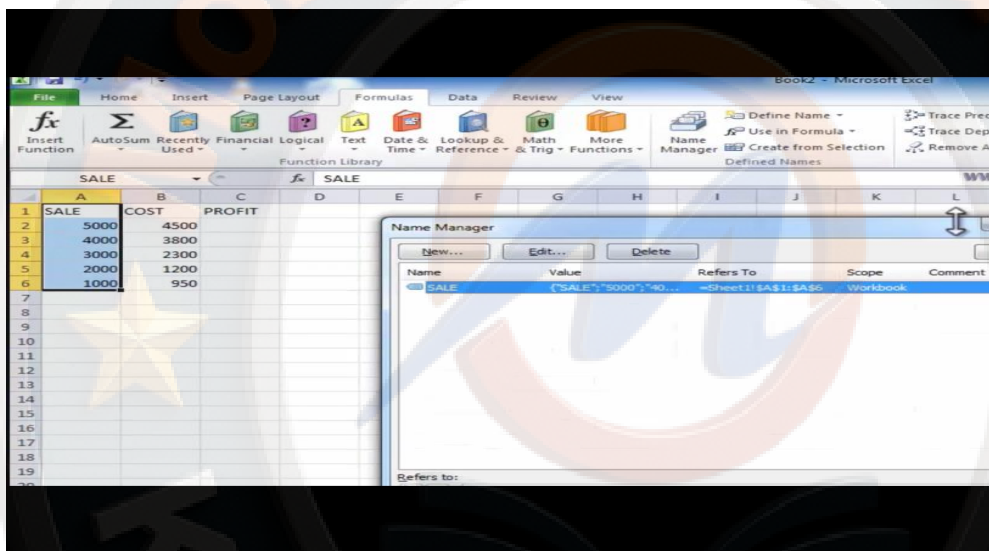 Book2 - Microsoft Excel
File Home Insert Page Layout Formulas Data Review View
fx Insert Function
Σ AutoSum
Recently Used
Financial
Logical
Text
Date & Time
Lookup & Reference
Math & Trig
More Functions
Function Library
Name Manager
Define Name
Use in Formula
Create from Selection
Defined Names
Trace Prec
Trace Dep
Remove A
SALE fx SALE
A B C D E F G H I J K L
1 SALE COST PROFIT
2 5000 4500
3 4000 3800
4 3000 2300
5 2000 1200
6 1000 950
7
8
9
10
11
12
13
14
15
16
17
18
19
Name Manager
New... Edit... Delete
Name Value Refers To Scope Comment
SALE {"SALE";"5000";"40... =Sheet1!$A$1:$A$6 Workbook
Refers to: